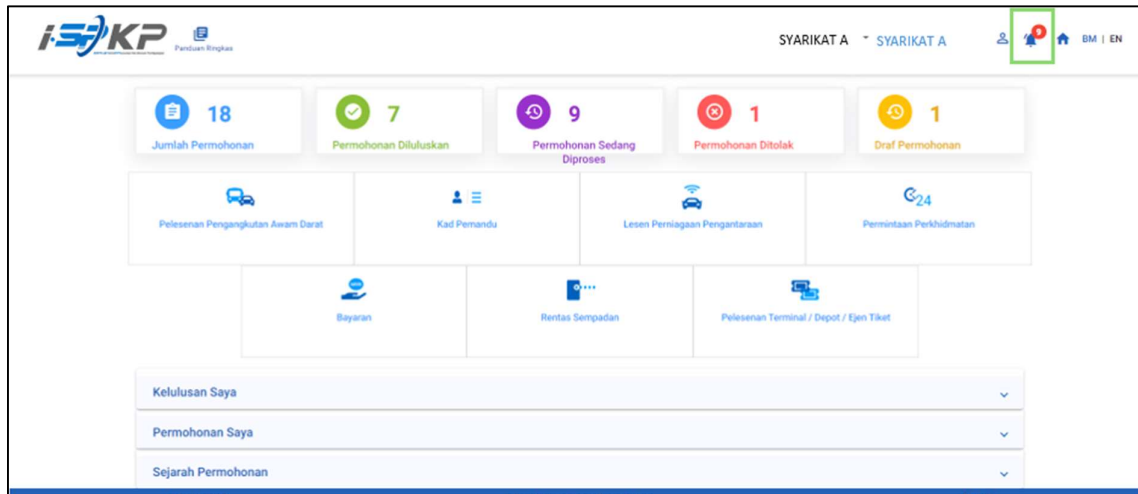 i-SPKP
Panduan Ringkas
SYARIKAT A SYARIKAT A
9
BM | EN
18
Jumlah Permohonan
7
Permohonan Diluluskan
9
Permohonan Sedang
Diproses
1
Permohonan Ditolak
1
Draf Permohonan
Pelesenan Pengangkutan Awam Darat
Kad Pemandu
Lesen Perniagaan Pengantaraan
24
Permintaan Perkhidmatan
Bayaran
Rentas Sempadan
Pelesenan Terminal / Depot / Ejen Tiket
Kelulusan Saya
Permohonan Saya
Sejarah Permohonan